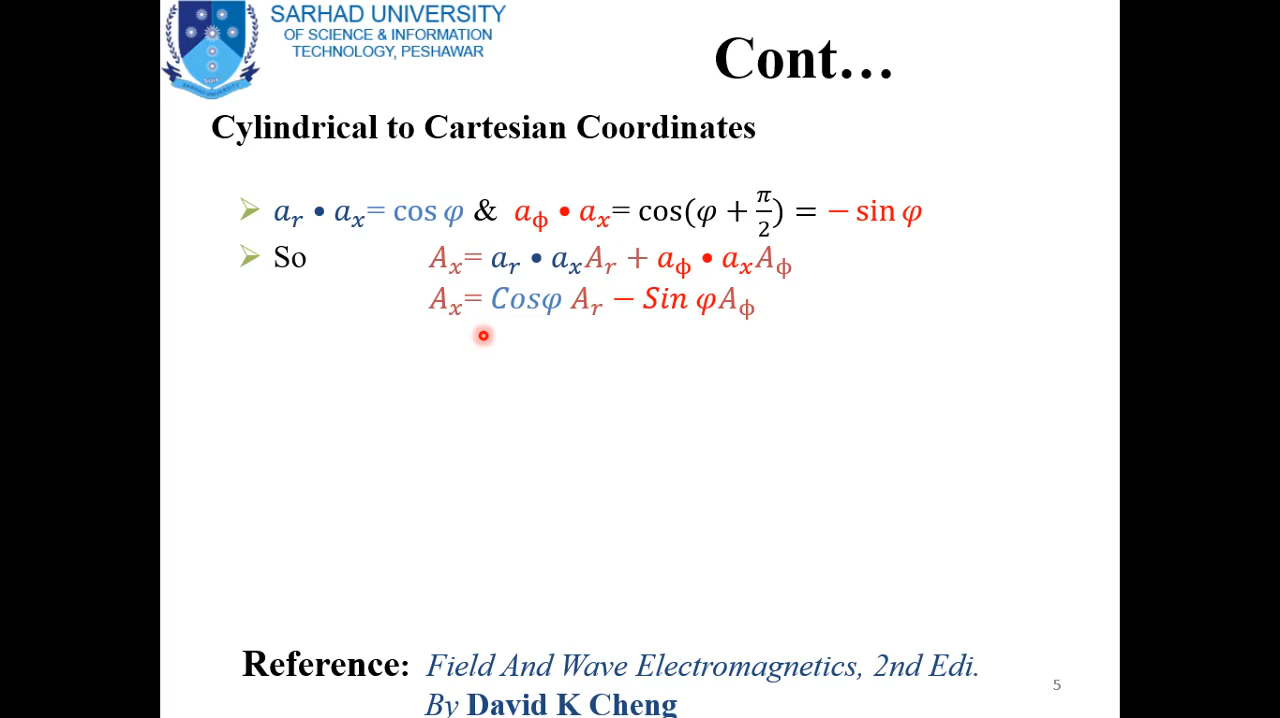 SARHAD UNIVERSITY
OF SCIENCE & INFORMATION
TECHNOLOGY, PESHAWAR
Cont…
Cylindrical to Cartesian Coordinates
➢ a_r • a_x= cos φ & a_ϕ • a_x= cos(φ + π/2) = − sin φ
➢ So A_x= a_r • a_x A_r + a_ϕ • a_x A_ϕ
A_x= Cosφ A_r − Sin φA_ϕ
Reference: Field And Wave Electromagnetics, 2nd Edi.
By David K Cheng
5